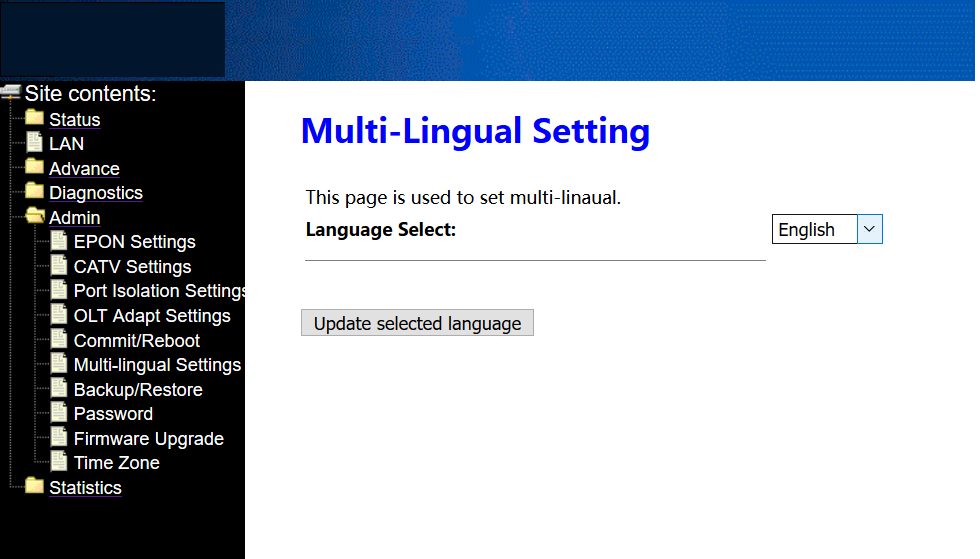 Site contents:
Status
LAN
Advance
Diagnostics
Admin
EPON Settings
CATV Settings
Port Isolation Settings
OLT Adapt Settings
Commit/Reboot
Multi-lingual Settings
Backup/Restore
Password
Firmware Upgrade
Time Zone
Statistics
Multi-Lingual Setting
This page is used to set multi-linaual.
Language Select:
English
Update selected language